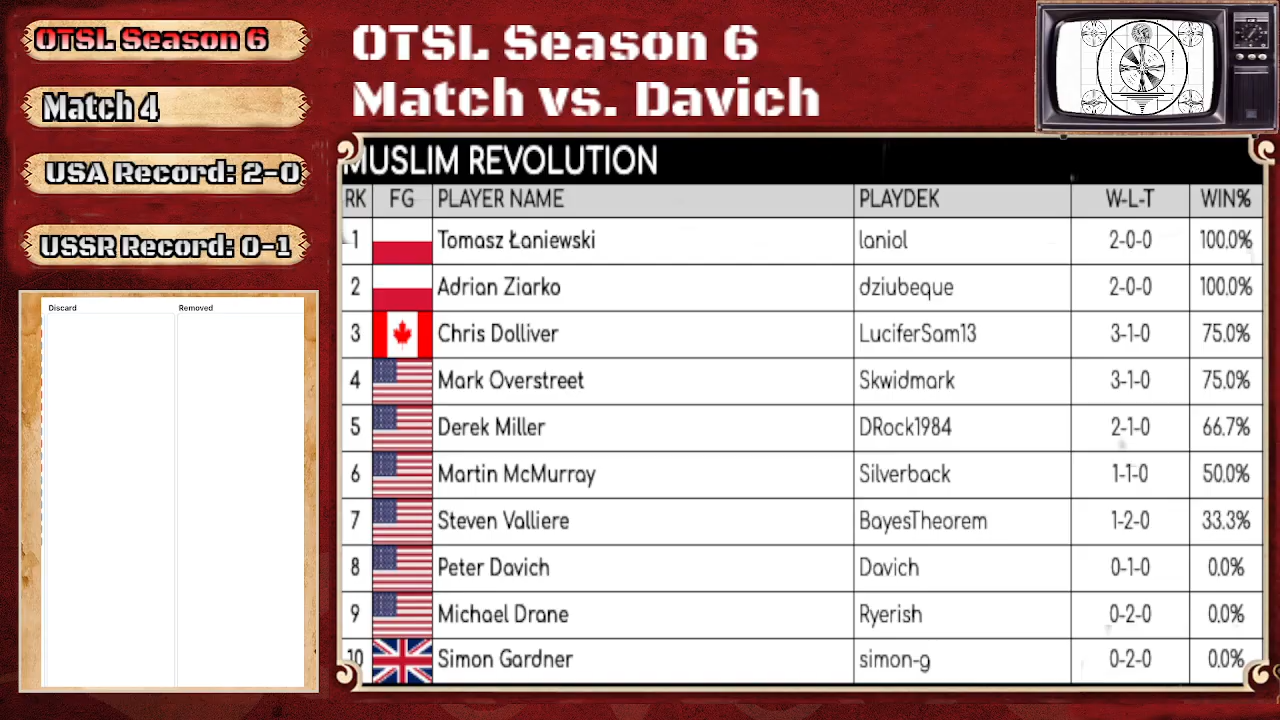 OTSL Season 6
Match 4
USA Record: 2-0
USSR Record: 0-1
Discard Removed
OTSL Season 6
Match vs. Davich
MUSLIM REVOLUTION
RK FG PLAYER NAME PLAYDEK W-L-T WIN%
1 Tomasz Łaniewski laniol 2-0-0 100.0%
2 Adrian Ziarko dziubeque 2-0-0 100.0%
3 Chris Dolliver LuciferSam13 3-1-0 75.0%
4 Mark Overstreet Skwidmark 3-1-0 75.0%
5 Derek Miller DRock1984 2-1-0 66.7%
6 Martin McMurray Silverback 1-1-0 50.0%
7 Steven Valliere BayesTheorem 1-2-0 33.3%
8 Peter Davich Davich 0-1-0 0.0%
9 Michael Drane Ryerish 0-2-0 0.0%
10 Simon Gardner simon-g 0-2-0 0.0%